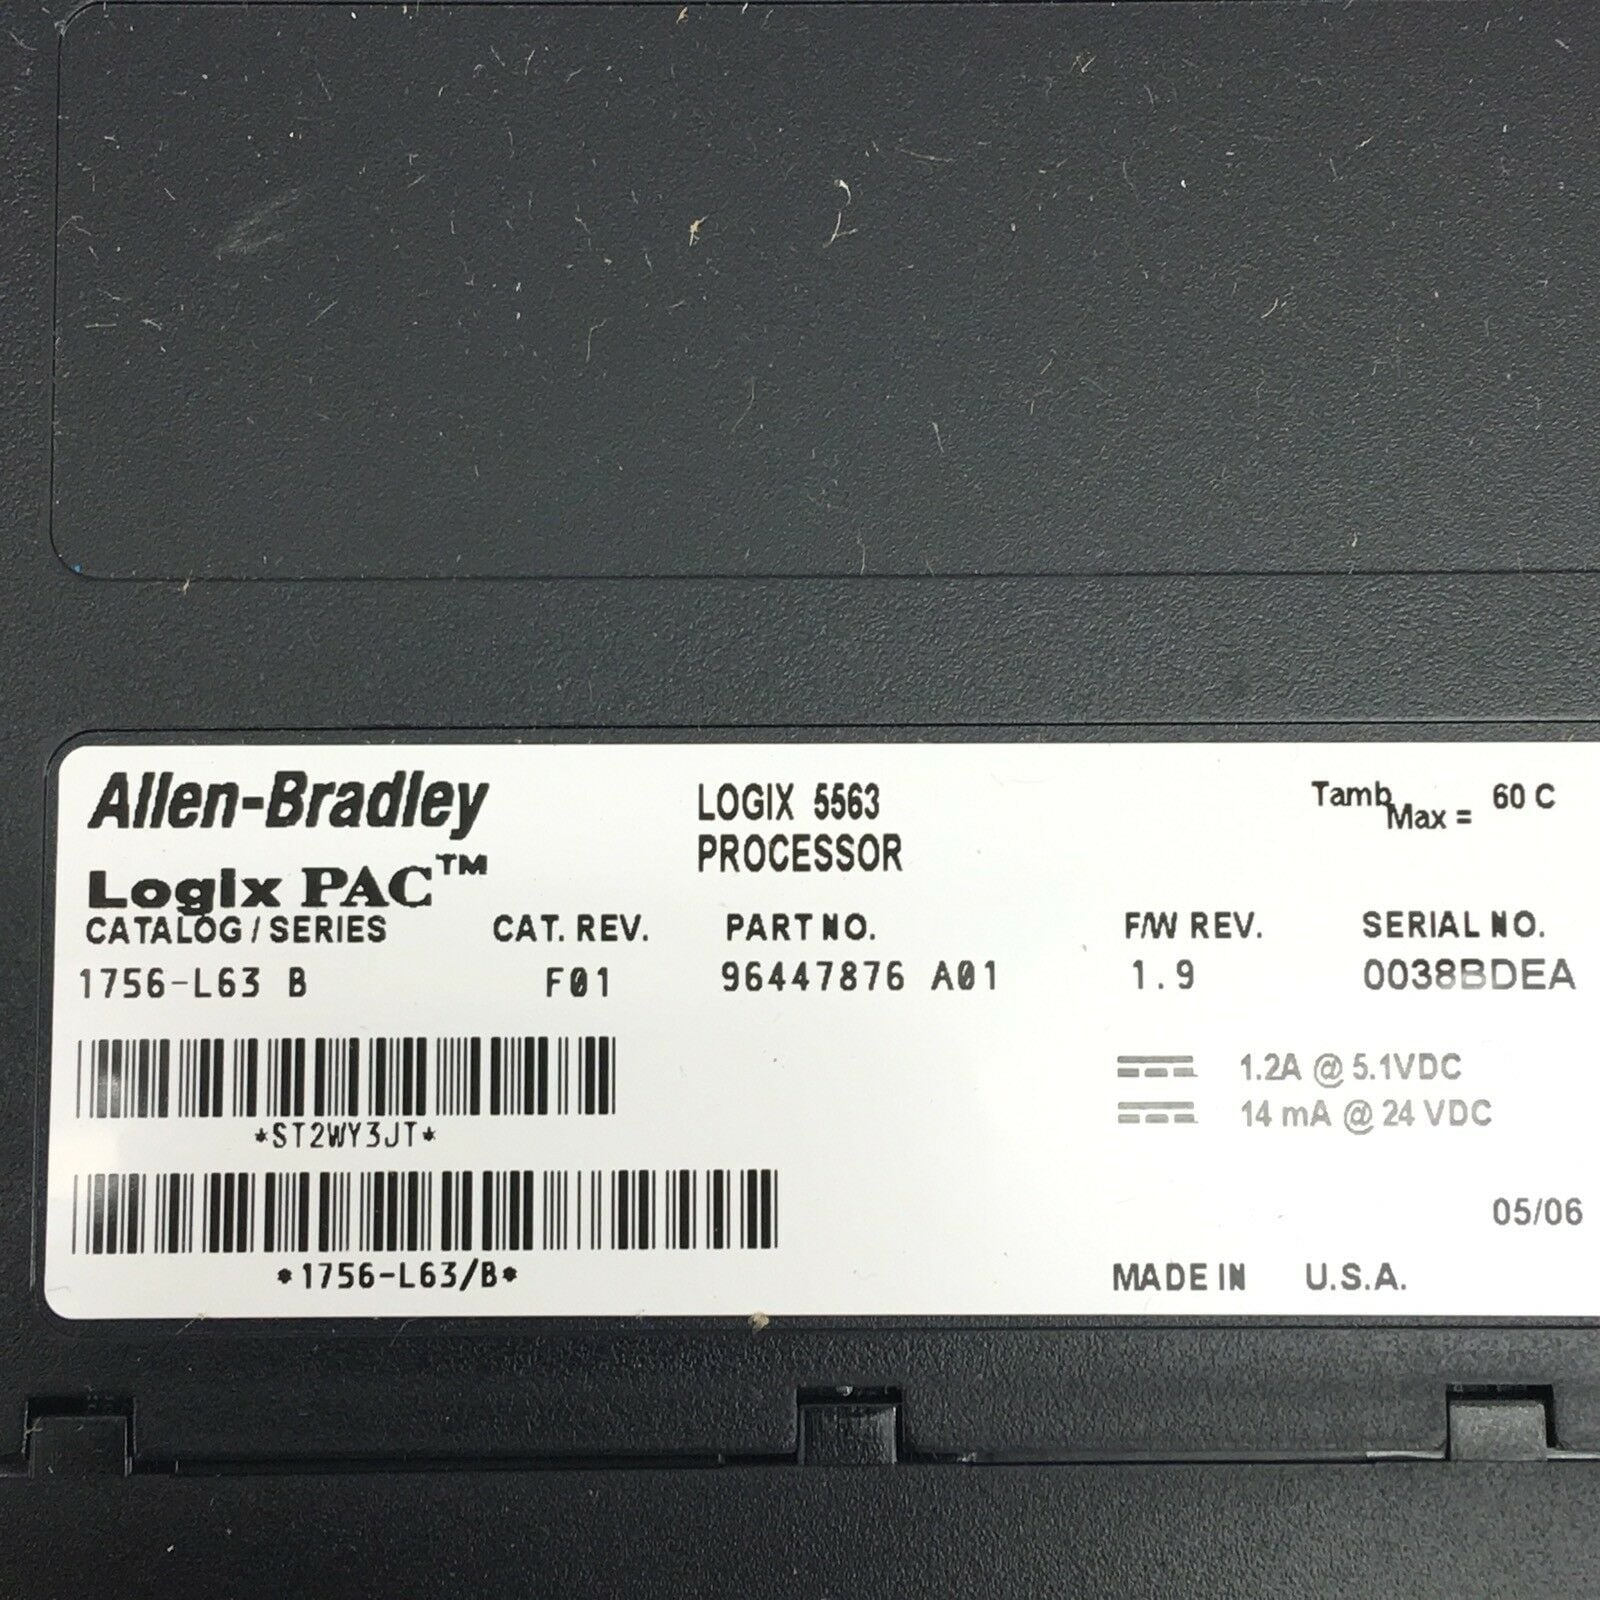 Allen-Bradley
Logix PAC™
LOGIX 5563
PROCESSOR
Tamb Max = 60 C
CATALOG / SERIES CAT. REV. PART NO. F/W REV. SERIAL NO.
1756-L63 B F01 96447876 A01 1.9 0038BDEA
1.2A @ 5.1VDC
14 mA @ 24 VDC
*ST2WY3JT*
05/06
*1756-L63/B*
MADE IN U.S.A.